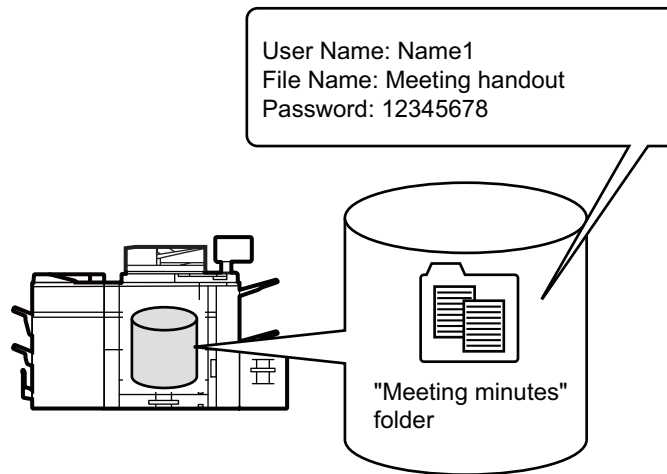 User Name: Name1
File Name: Meeting handout
Password: 12345678
"Meeting minutes"
folder